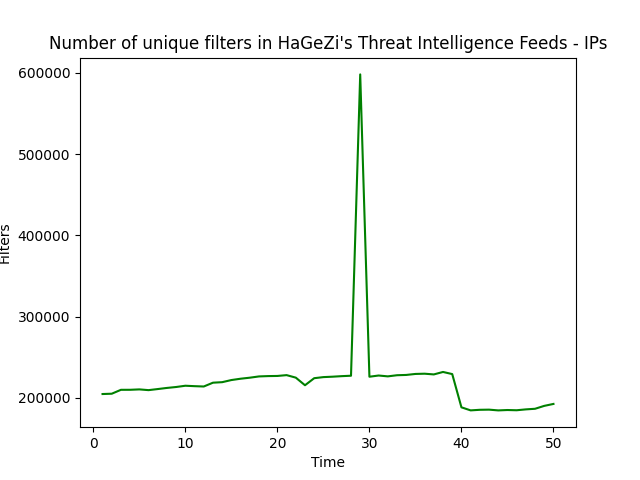 Number of unique filters in HaGeZi's Threat Intelligence Feeds - IPs
600000
500000
400000
300000
200000
Filters
0 10 20 30 40 50
Time